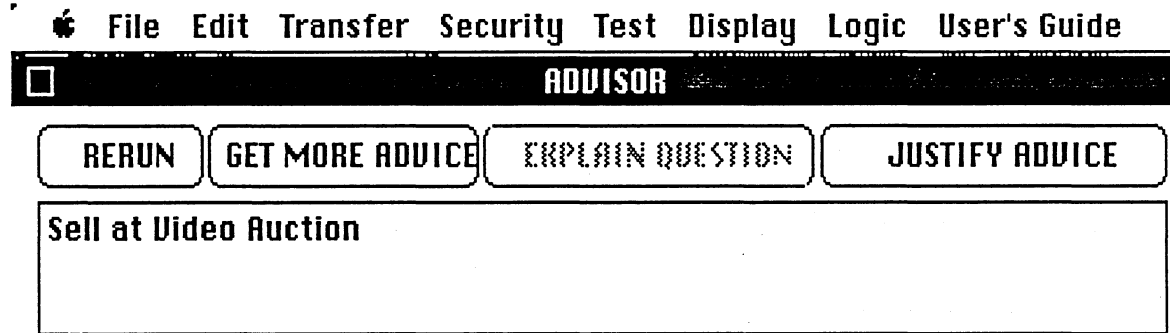 File Edit Transfer Security Test Display Logic User's Guide
ADVISOR
RERUN GET MORE ADVICE EXPLAIN QUESTION JUSTIFY ADVICE
Sell at Video Auction